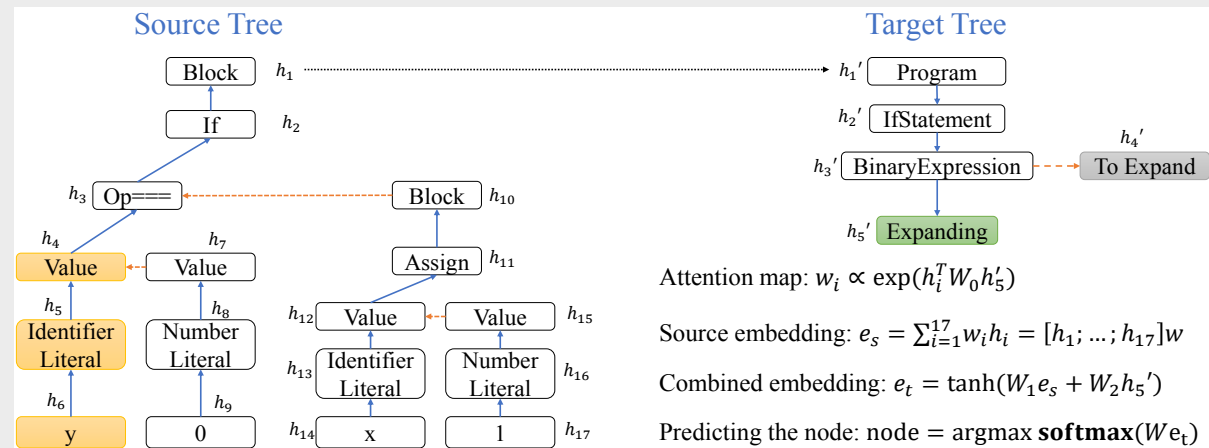 Source Tree
Target Tree
Block
h₁
h₁′
Program
If
h₂
h₂′
IfStatement
h₃
Op===
Block
h₁₀
h₃′
BinaryExpression
h₄′
To Expand
h₄
Value
h₇
Value
Assign
h₁₁
h₅′
Expanding
h₅
Identifier
Literal
h₈
Number
Literal
h₁₂
Value
Value
h₁₅
h₁₃
Identifier
Literal
Number
Literal
h₁₆
h₆
y
h₉
0
h₁₄
x
1
h₁₇
Attention map: wᵢ ∝ exp(hᵢᵀW₀h₅′)
Source embedding: eₛ = ∑ᵢ₌₁¹⁷ wᵢhᵢ = [h₁; … ; h₁₇]w
Combined embedding: eₜ = tanh(W₁eₛ + W₂h₅′)
Predicting the node: node = argmax softmax(Weₜ)